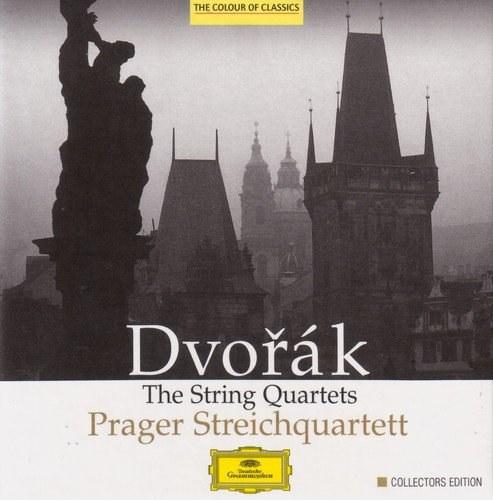 THE COLOUR OF CLASSICS
Dvořák
The String Quartets
Prager Streichquartett
Deutsche
Grammophon
COLLECTORS EDITION